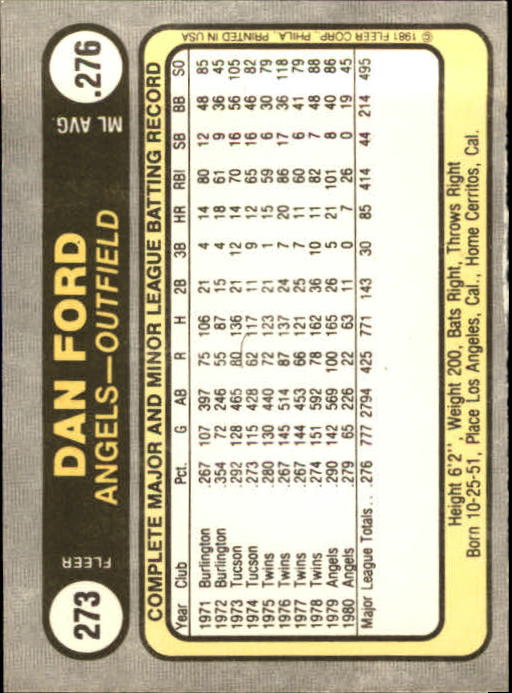 273
FLEER
DAN FORD
ANGELS—OUTFIELD
ML AVG.
.276
COMPLETE MAJOR AND MINOR LEAGUE BATTING RECORD
Year Club Pct. G AB R H 2B 3B HR RBI SB BB SO
1971 Burlington .267 107 397 75 106 21 4 14 80 12 48 85
1972 Burlington .354 72 246 55 87 15 4 18 61 9 36 45
1973 Tucson .292 128 465 80 136 21 12 14 70 16 56 105
1974 Tucson .273 115 428 62 117 11 9 12 65 16 46 82
1975 Twins .280 130 440 72 123 21 1 15 59 6 30 79
1976 Twins .267 145 514 87 137 24 7 20 86 17 36 118
1977 Twins .267 144 453 66 121 25 7 11 60 6 41 79
1978 Twins .274 151 592 78 162 36 10 11 82 7 48 88
1979 Angels .290 142 569 100 165 26 5 21 101 8 40 86
1980 Angels .279 65 226 22 63 11 0 7 26 0 19 45
Major League Totals . . .276 777 2794 425 771 143 30 85 414 44 214 495
Height 6'2'', Weight 200, Bats Right, Throws Right
Born 10-25-51, Place Los Angeles, Cal., Home Cerritos, Cal.
© 1981 FLEER CORP., PHILA., PRINTED IN USA